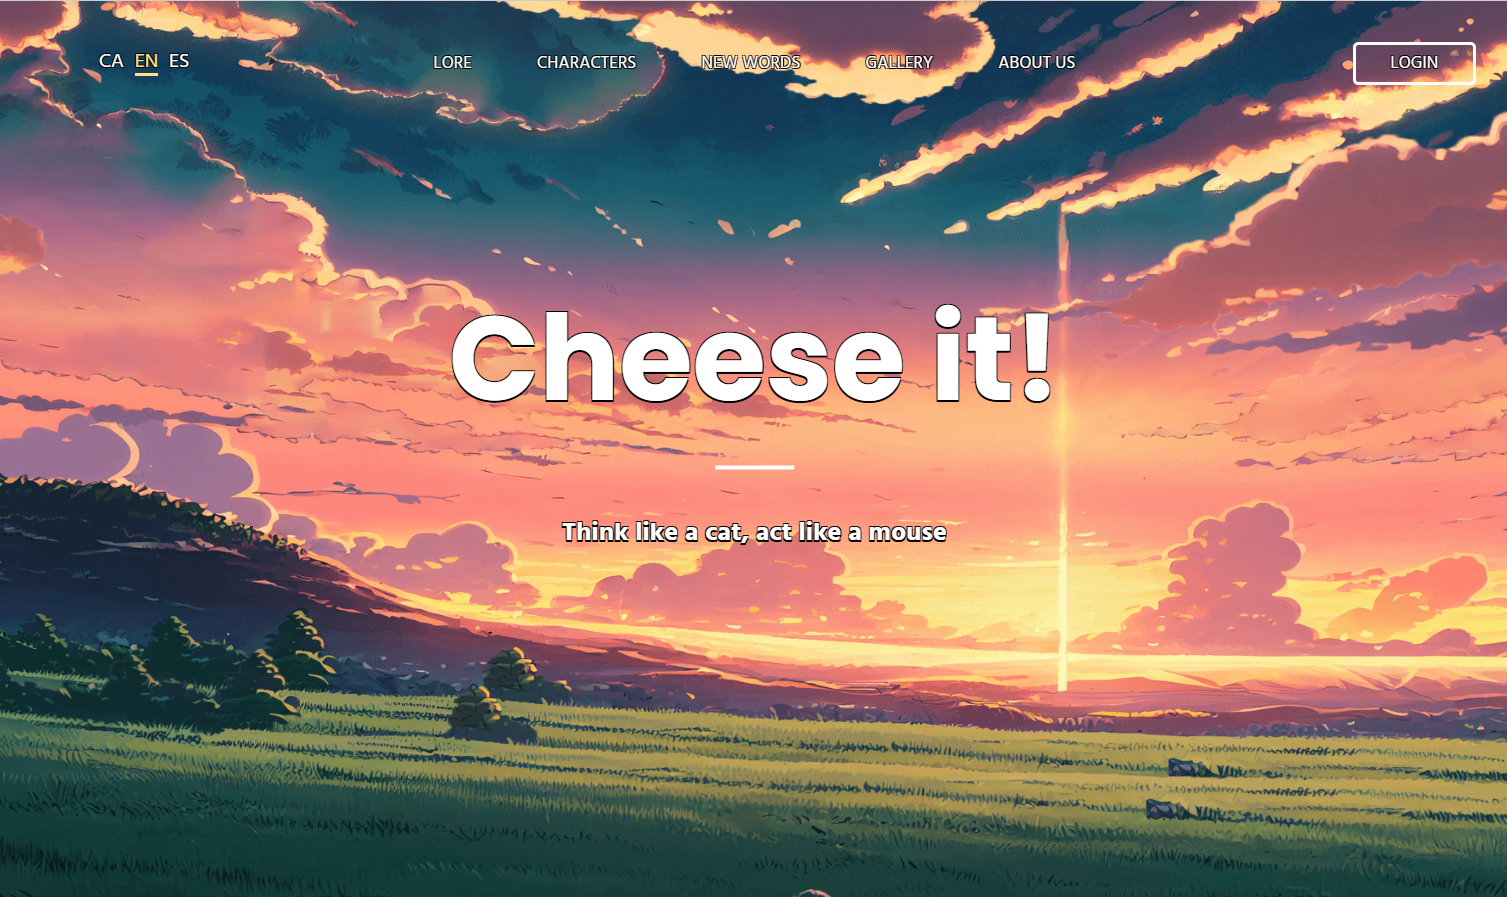 CA EN ES LORE CHARACTERS NEW WORDS GALLERY ABOUT US LOGIN
Cheese it!
Think like a cat, act like a mouse